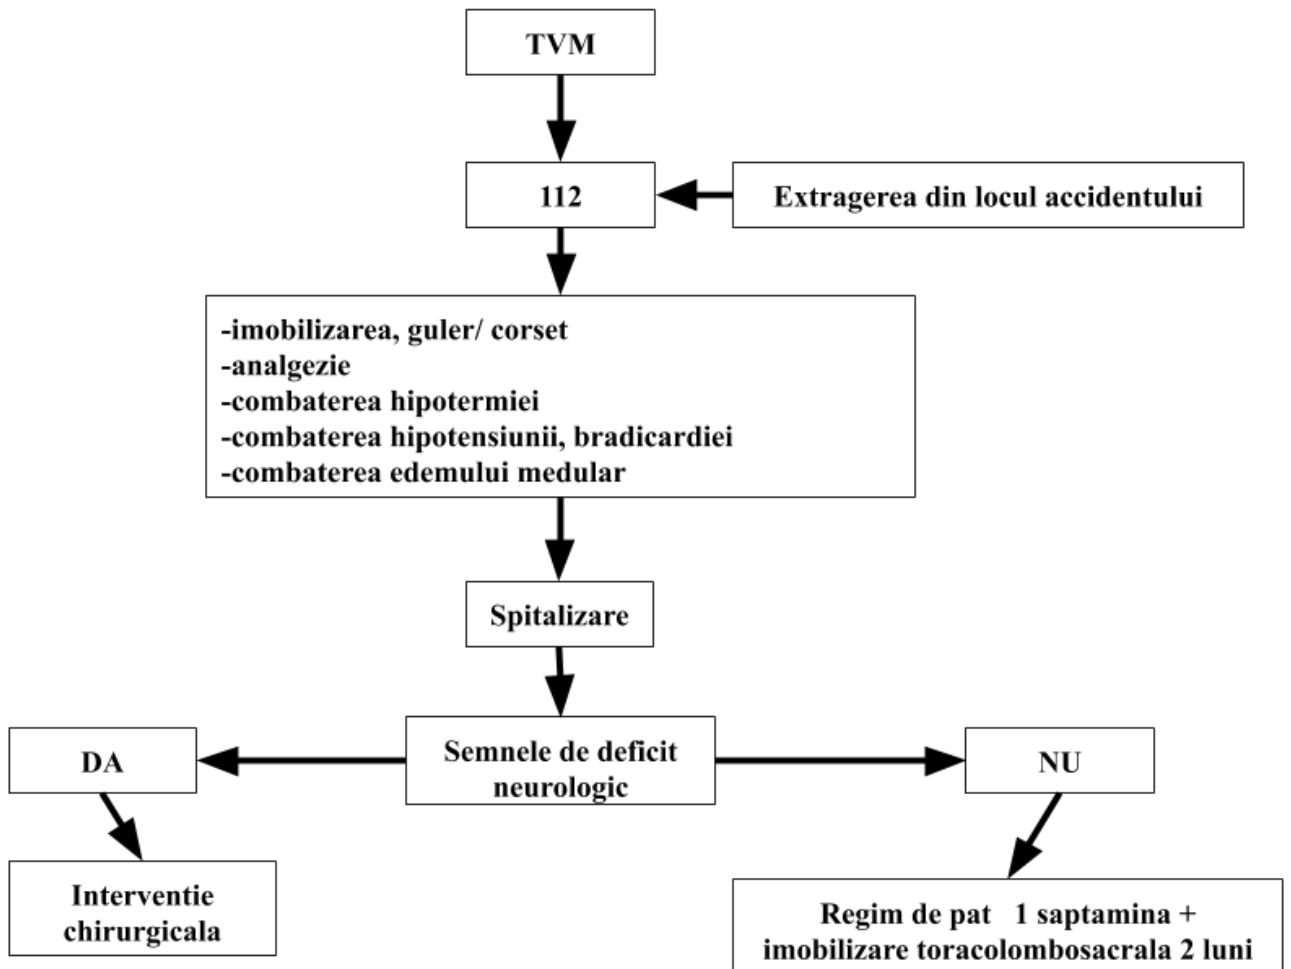 TVM
112
Extragerea din locul accidentului
-imobilizarea, guler/ corset
-analgezie
-combaterea hipotermiei
-combaterea hipotensiunii, bradicardiei
-combaterea edemului medular
Spitalizare
DA
Semnele de deficit
neurologic
NU
Interventie
chirurgicala
Regim de pat 1 saptamina +
imobilizare toracolombosacrala 2 luni